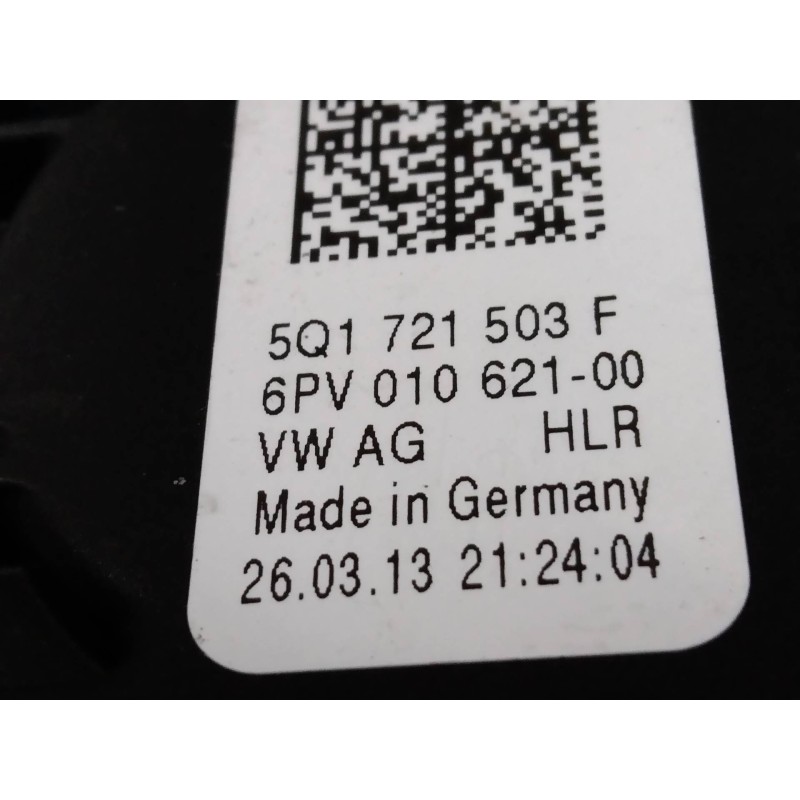 5Q1 721 503 F
6PV 010 621-00
VW AG HLR
Made in Germany
26.03.13 21:24:04